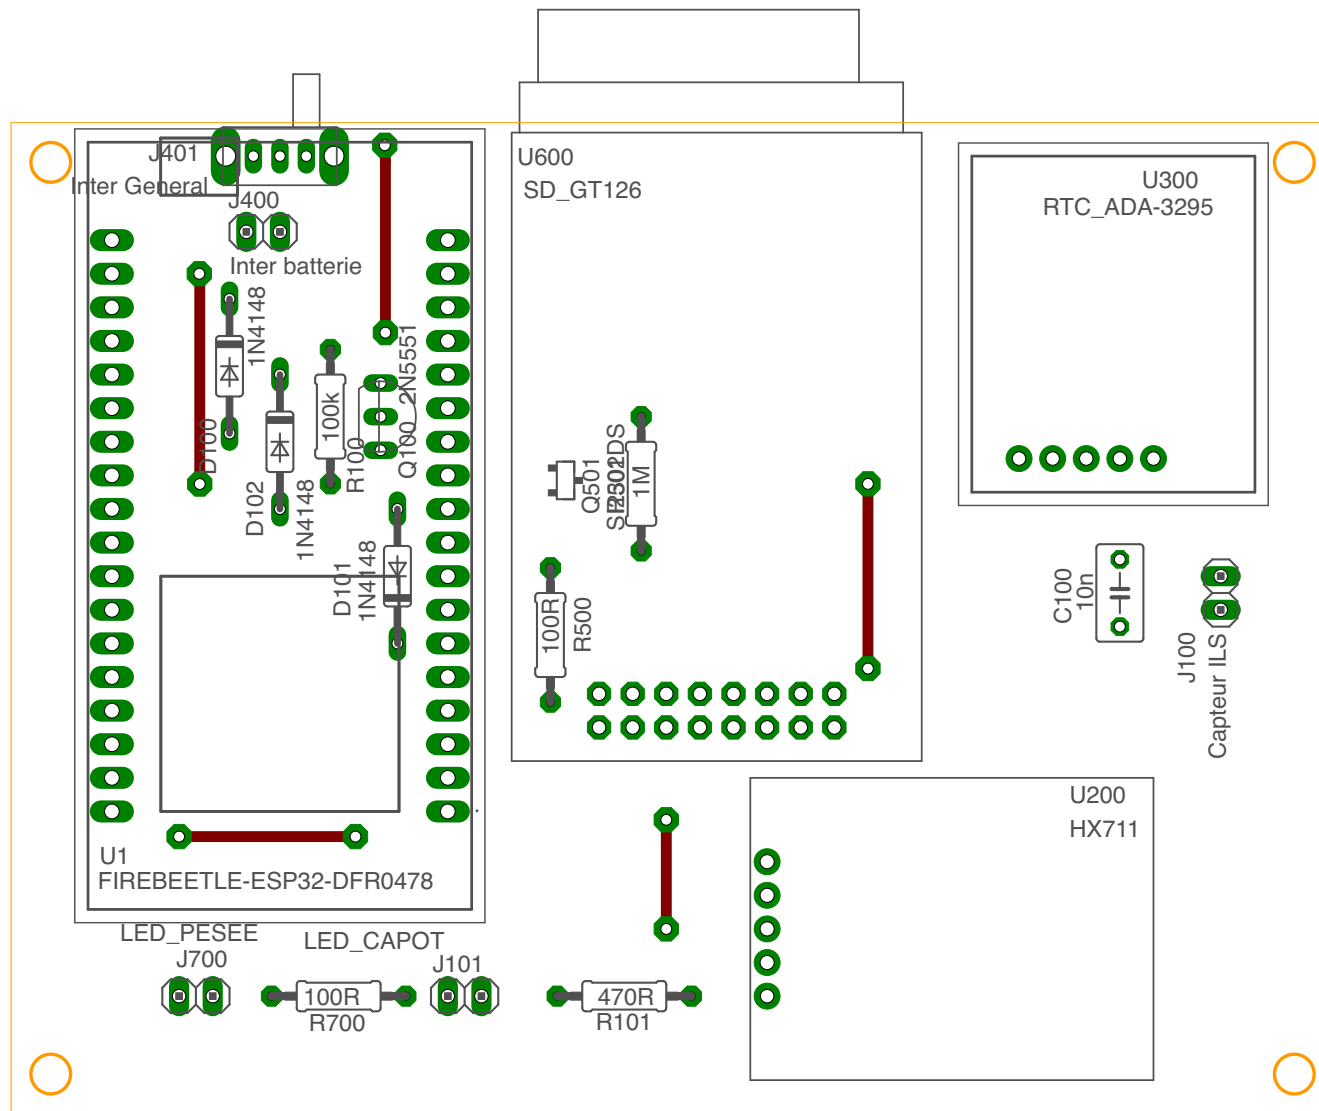 J401
Inter General
J400
Inter batterie
1N4148
D100
D102
1N4148
100k
R100
2N5551
Q100
D101
1N4148
U1
FIREBEETLE-ESP32-DFR0478
U600
SD_GT126
Q501
R502
1M
100R
R500
U300
RTC_ADA-3295
C100
10n
J100
Capteur ILS
U200
HX711
LED_PESEE
J700
LED_CAPOT
J101
100R
R700
470R
R101